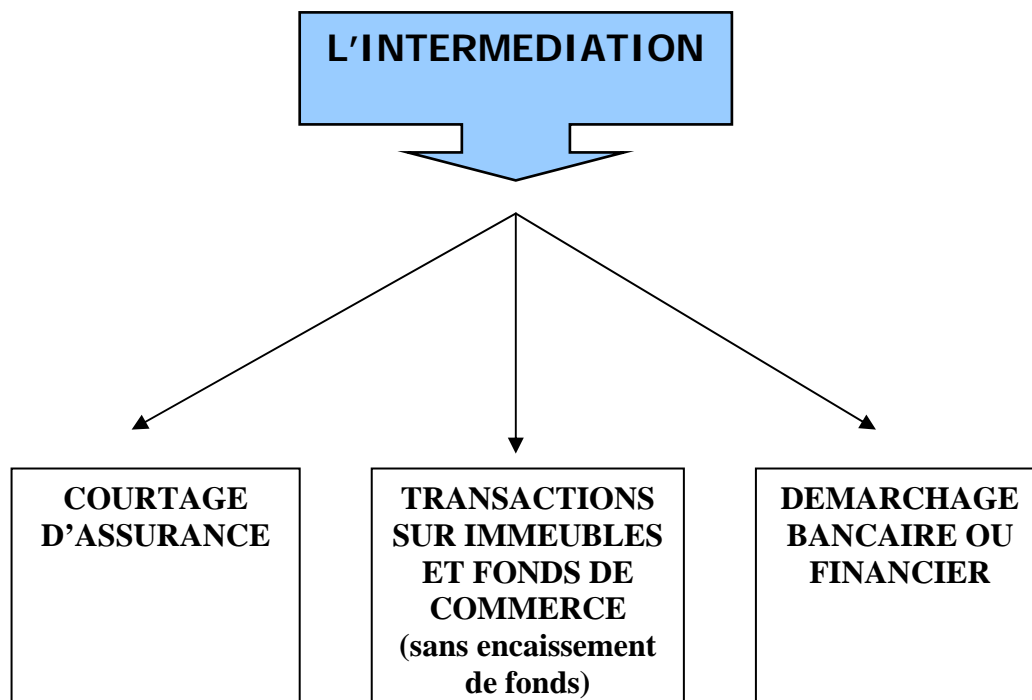 L'INTERMEDIATION
COURTAGE
D’ASSURANCE
TRANSACTIONS
SUR IMMEUBLES
ET FONDS DE
COMMERCE
(sans encaissement
de fonds)
DEMARCHAGE
BANCAIRE OU
FINANCIER